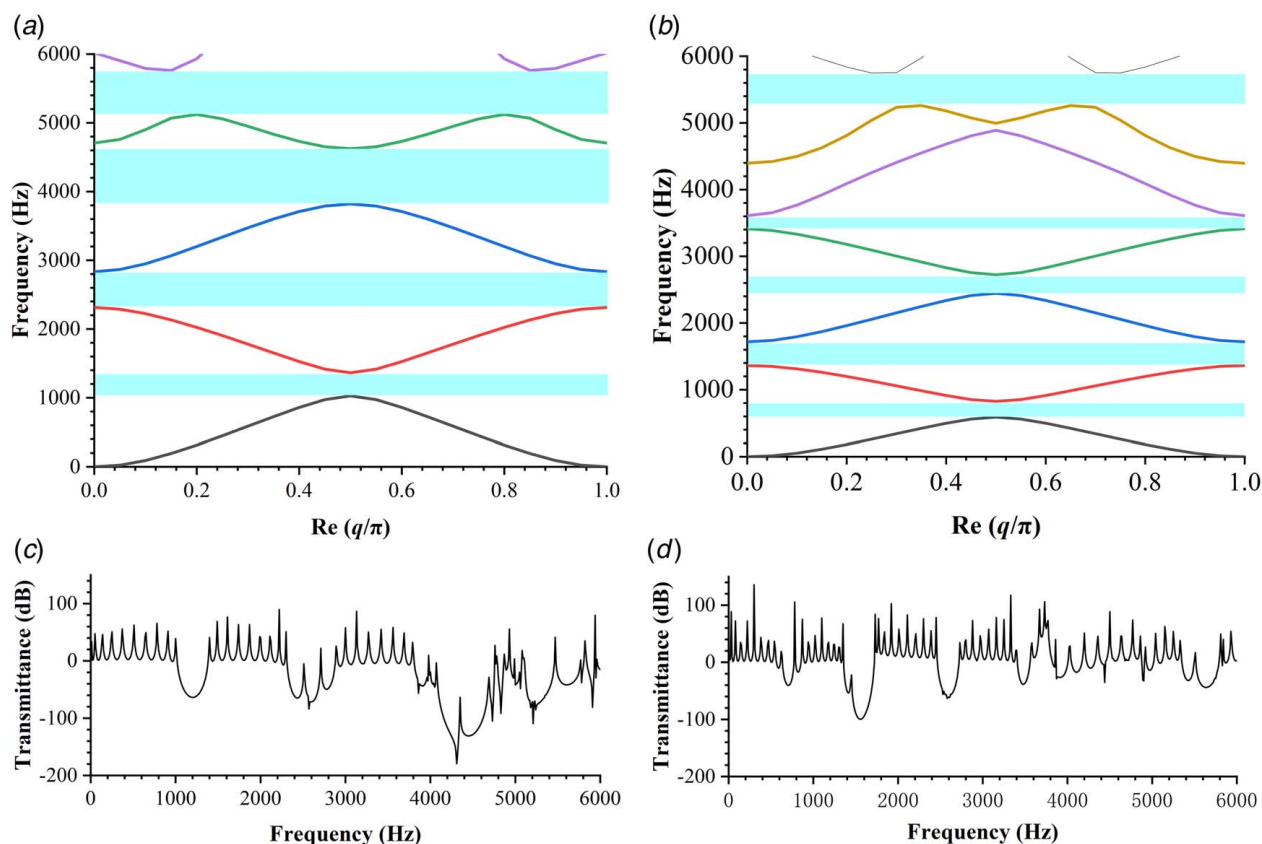 (a)
6000
5000
4000
3000
2000
1000
0
Frequency (Hz)
0.0 0.2 0.4 0.6 0.8 1.0
Re (q/π)
(b)
6000
5000
4000
3000
2000
1000
0
Frequency (Hz)
0.0 0.2 0.4 0.6 0.8 1.0
Re (q/π)
(c)
100
0
-100
-200
Transmittance (dB)
0 1000 2000 3000 4000 5000 6000
Frequency (Hz)
(d)
100
0
-100
-200
Transmittance (dB)
0 1000 2000 3000 4000 5000 6000
Frequency (Hz)